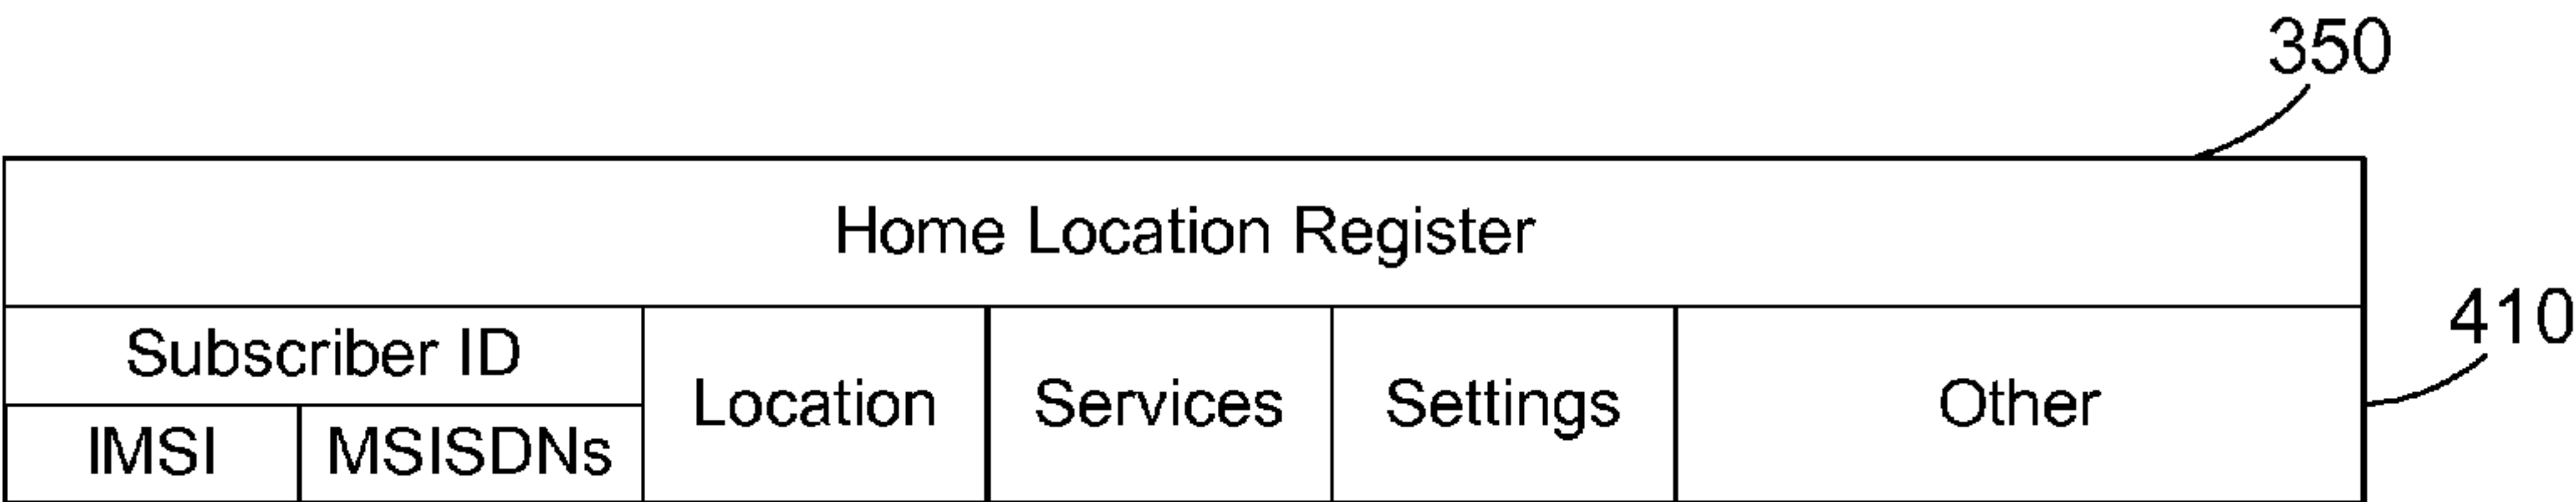 350
Home Location Register
410
Subscriber ID
Location
Services
Settings
Other
IMSI
MSISDNs